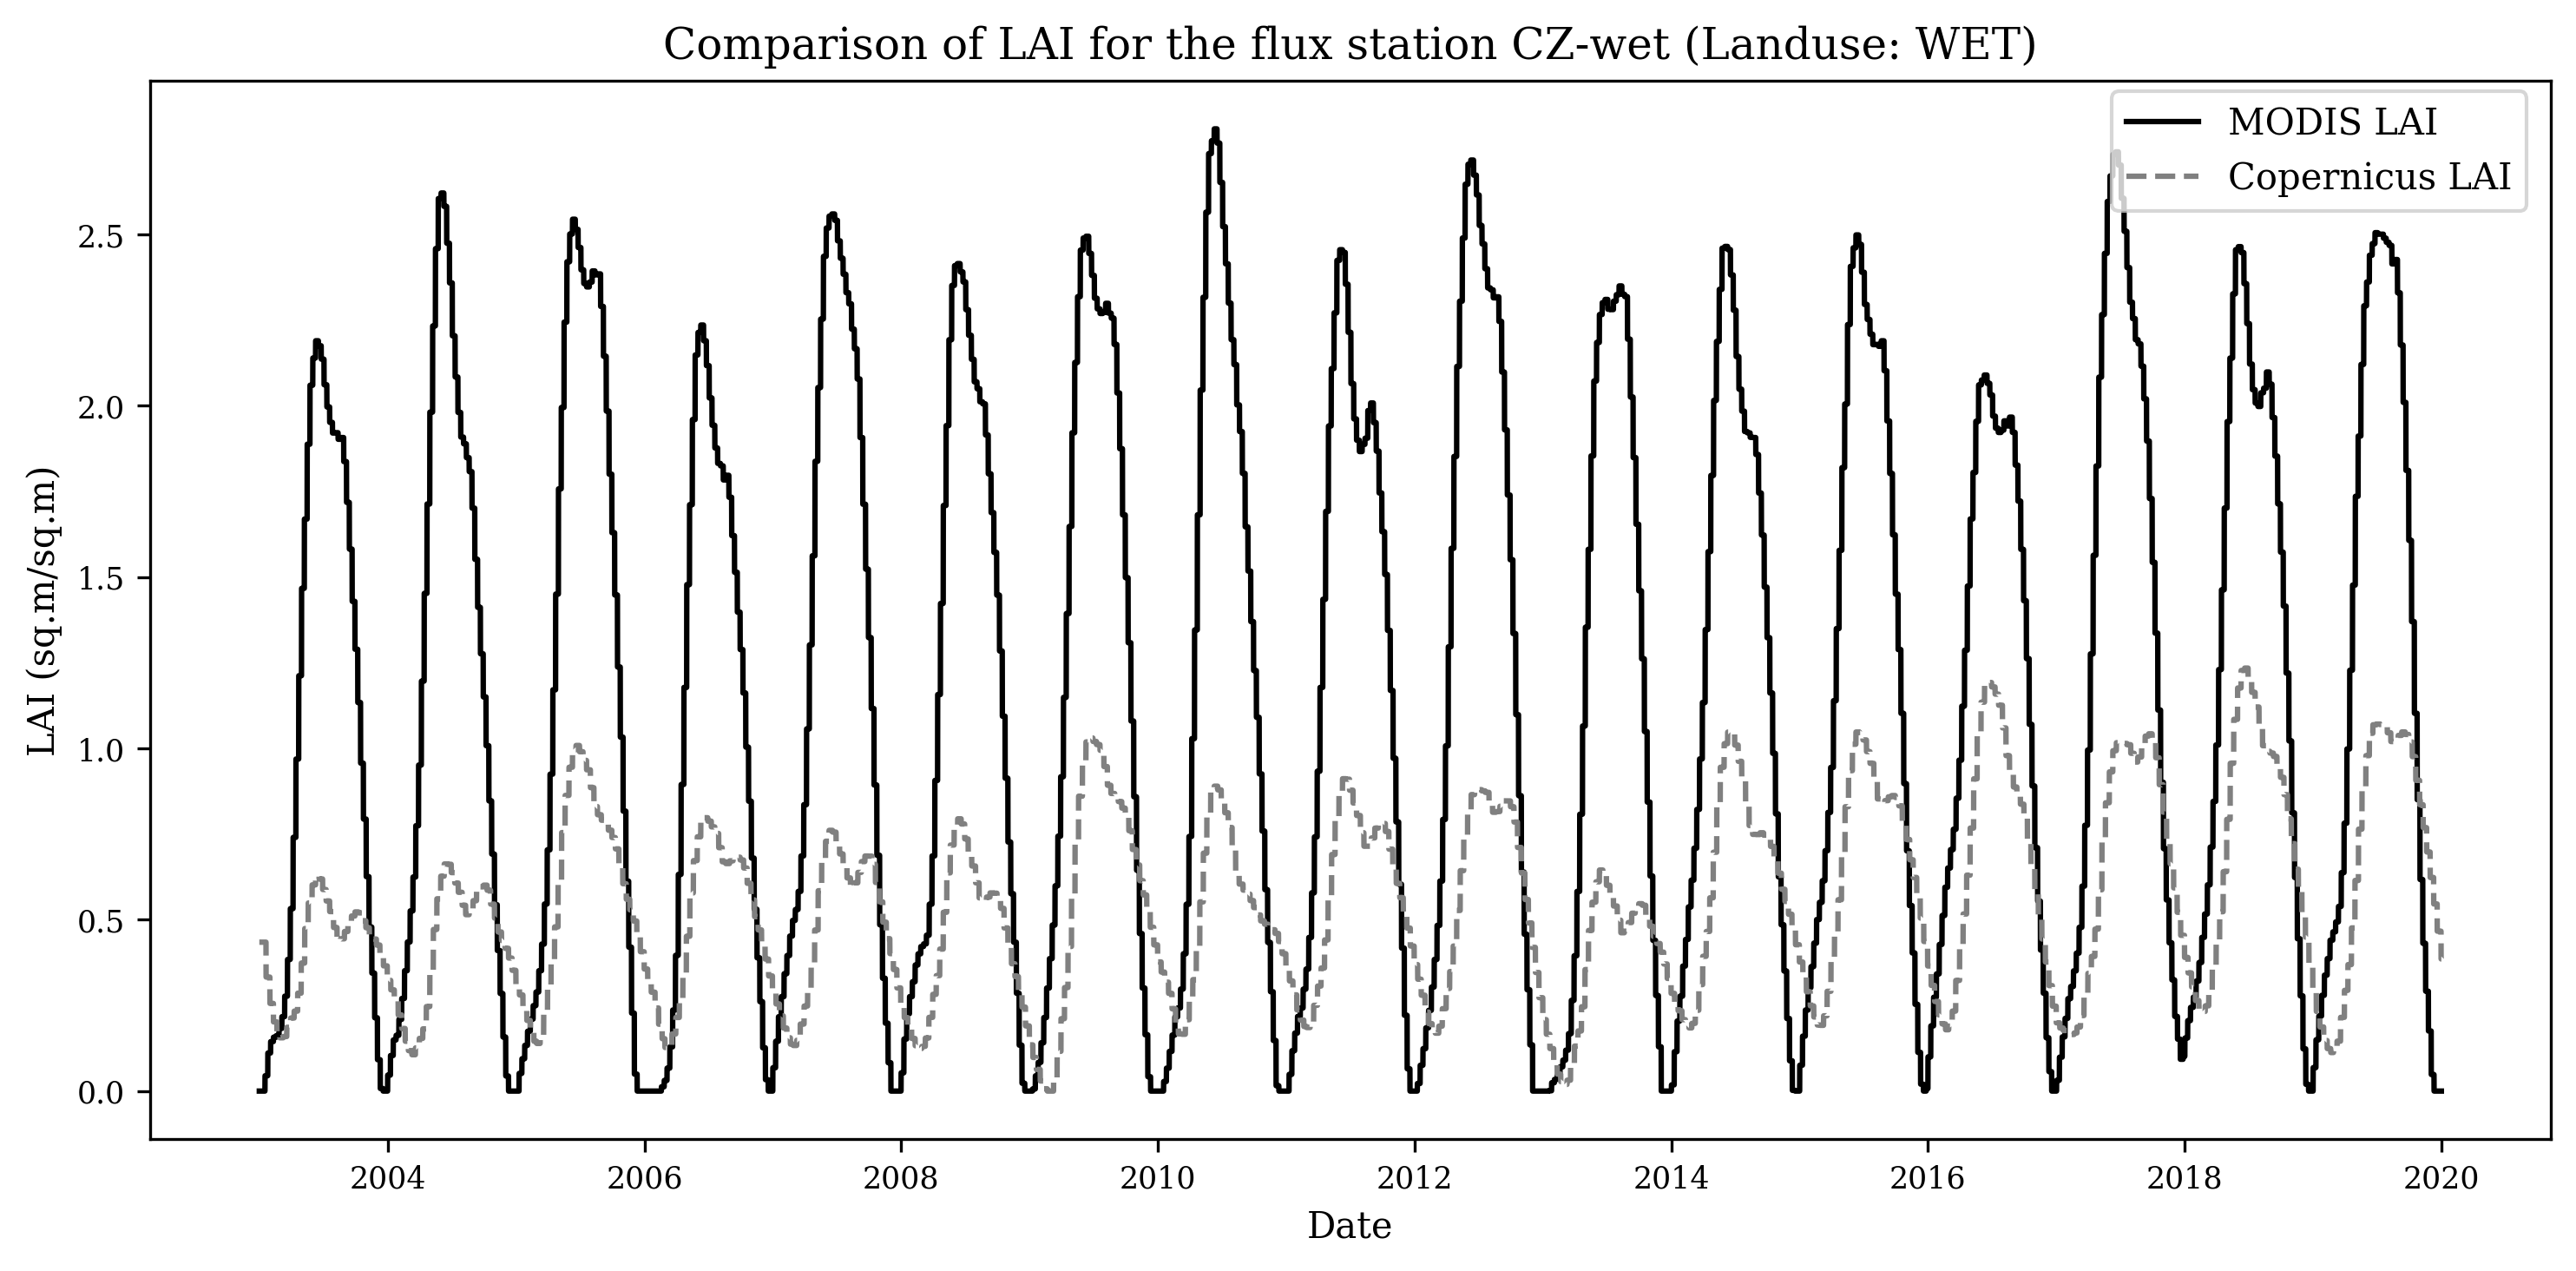 Comparison of LAI for the flux station CZ-wet (Landuse: WET)
MODIS LAI
Copernicus LAI
LAI (sq.m/sq.m)
2.5
2.0
1.5
1.0
0.5
0.0
2004 2006 2008 2010 2012 2014 2016 2018 2020
Date